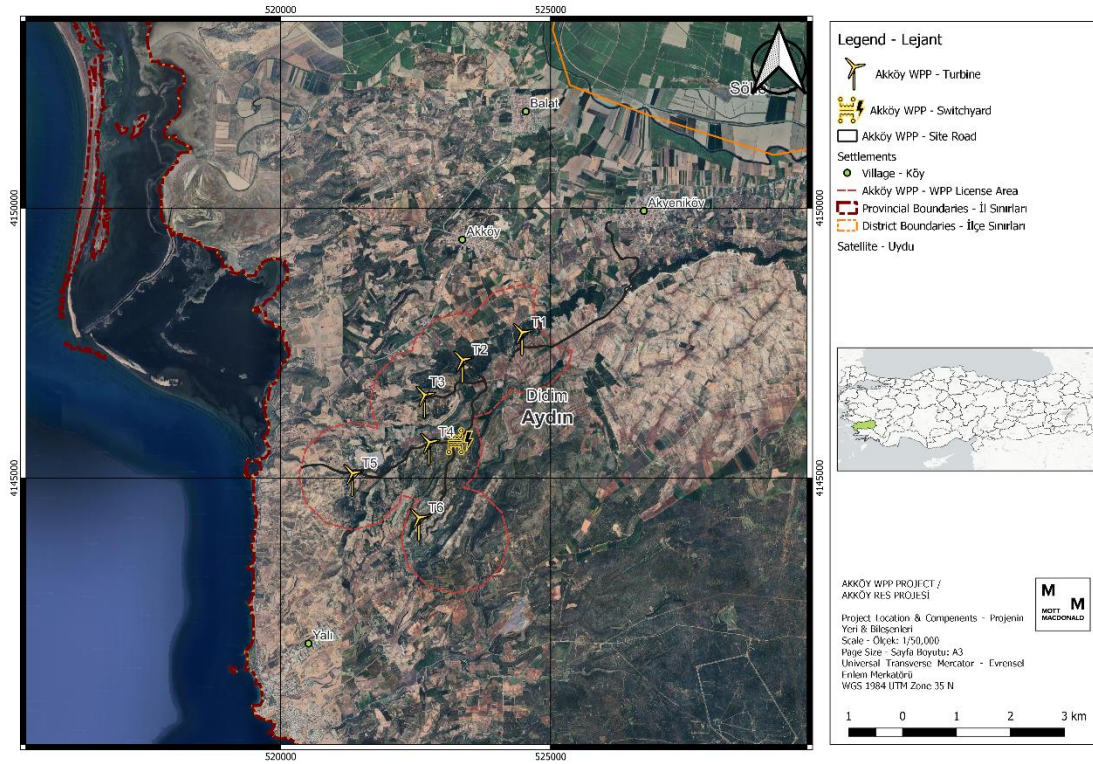 520000
525000
4150000
4145000
Balat
Akyeniköy
Akköy
T1
T2
T3
Didim
Aydın
T4
T5
T6
Yalı
4150000
4145000
520000
525000
Legend - Lejant
Akköy WPP - Turbine
Akköy WPP - Switchyard
Akköy WPP - Site Road
Settlements
Village - Köy
Akköy WPP - WPP License Area
Provincial Boundaries - İl Sınırları
District Boundaries - İlçe Sınırları
Satellite - Uydu
AKKÖY WPP PROJECT /
AKKÖY RES PROJESİ
M
M
MOTT
MACDONALD
Project Location & Components - Projenin
Yeri & Bileşenleri
Scale - Ölçek: 1/50,000
Page Size - Sayfa Boyutu: A3
Universal Transverse Mercator - Evrensel
Enlem Merkatörü
WGS 1984 UTM Zone 35 N
1 0 1 2 3 km